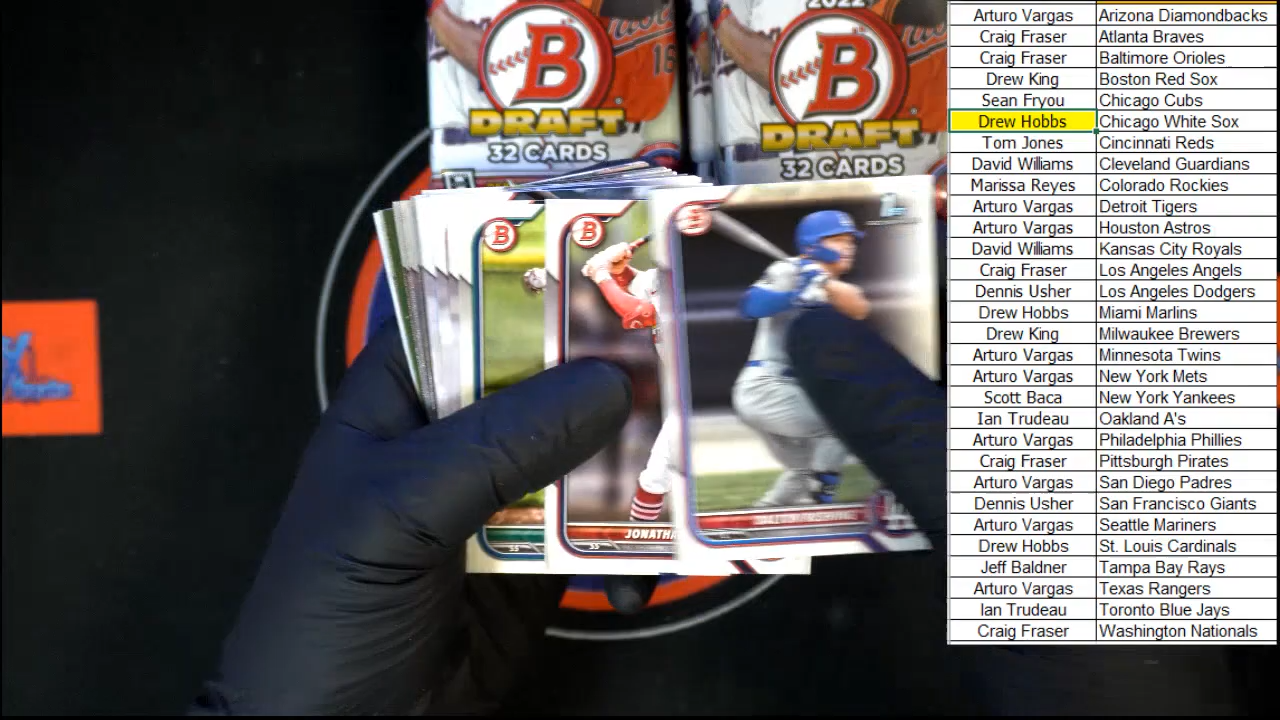 2022
B
DRAFT
32 CARDS
B
DRAFT
32 CARDS
16
B
B
JONATHA
Arturo Vargas Arizona Diamondbacks
Craig Fraser Atlanta Braves
Craig Fraser Baltimore Orioles
Drew King Boston Red Sox
Sean Fryou Chicago Cubs
Drew Hobbs Chicago White Sox
Tom Jones Cincinnati Reds
David Williams Cleveland Guardians
Marissa Reyes Colorado Rockies
Arturo Vargas Detroit Tigers
Arturo Vargas Houston Astros
David Williams Kansas City Royals
Craig Fraser Los Angeles Angels
Dennis Usher Los Angeles Dodgers
Drew Hobbs Miami Marlins
Drew King Milwaukee Brewers
Arturo Vargas Minnesota Twins
Arturo Vargas New York Mets
Scott Baca New York Yankees
Ian Trudeau Oakland A's
Arturo Vargas Philadelphia Phillies
Craig Fraser Pittsburgh Pirates
Arturo Vargas San Diego Padres
Dennis Usher San Francisco Giants
Arturo Vargas Seattle Mariners
Drew Hobbs St. Louis Cardinals
Jeff Baldner Tampa Bay Rays
Arturo Vargas Texas Rangers
Ian Trudeau Toronto Blue Jays
Craig Fraser Washington Nationals